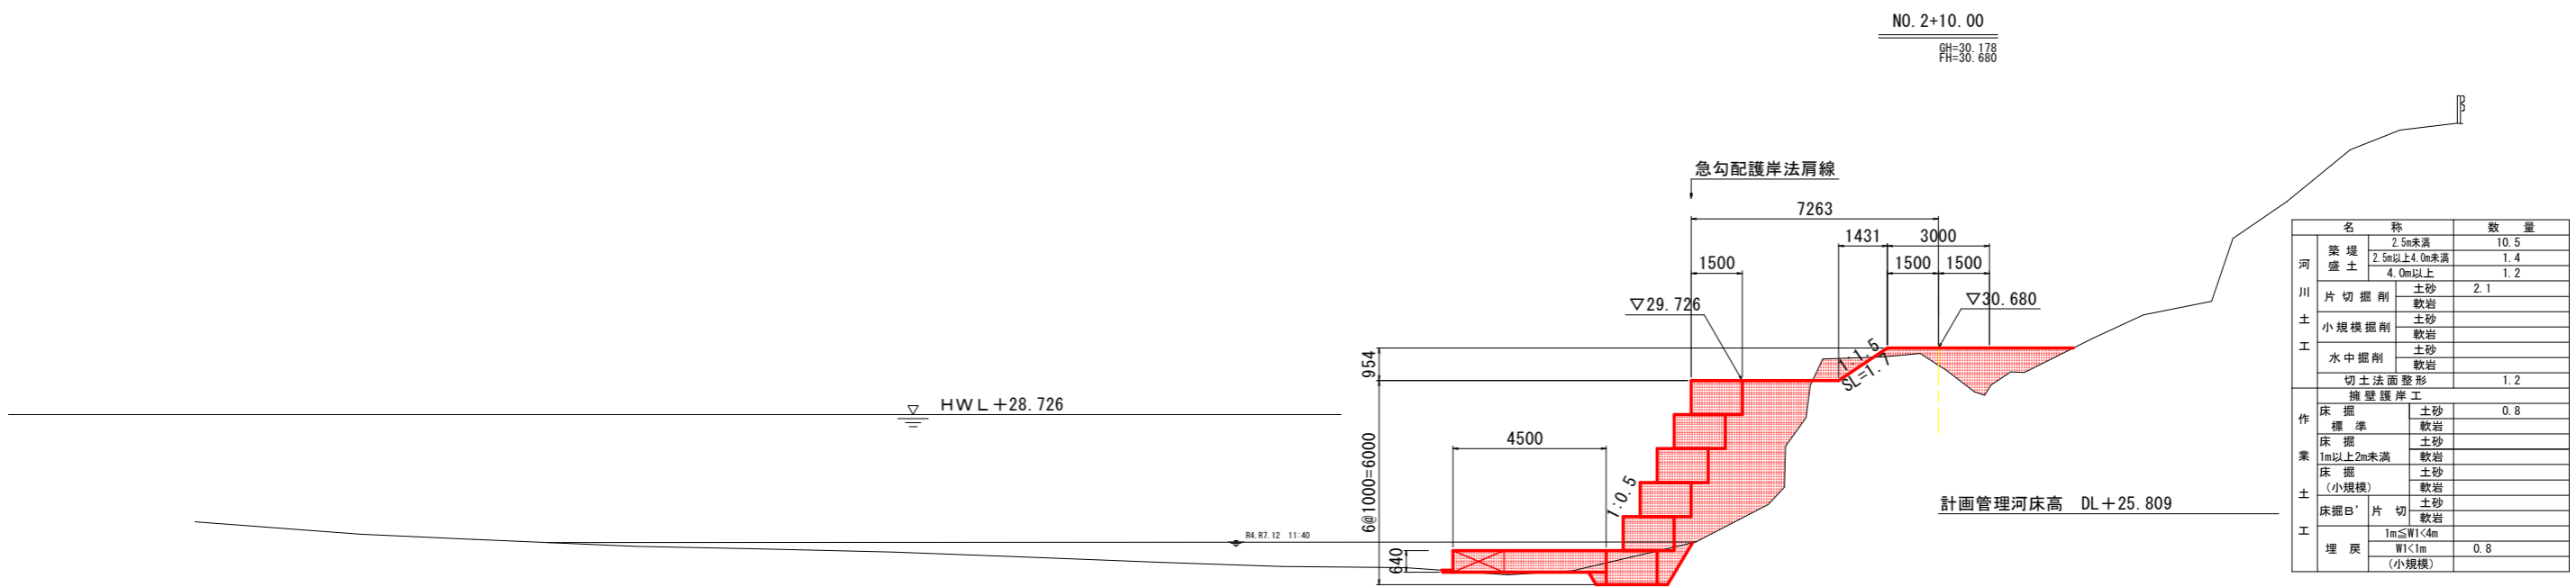 NO.2+10.00
GH=30.178
FH=30.680
急勾配護岸法肩線
7263
1431 3000
1500 1500 1500
▽29.726 ▽30.680
954
1:1.5
SL=1.7
HWL+28.726
4500
6@1000=6000
1:0.5
計画管理河床高 DL+25.809
R4.R7.12 11:40
640
名 称 数 量
河川土工
築堤盛土 2.5m未満 10.5
2.5m以上4.0m未満 1.4
4.0m以上 1.2
片切掘削 土砂 2.1
軟岩
小規模掘削 土砂
軟岩
水中掘削 土砂
軟岩
切土法面整形 1.2
作業土工
擁壁護岸工
床掘 標準 土砂 0.8
軟岩
床掘 1m以上2m未満 土砂
軟岩
床掘 (小規模) 土砂
軟岩
床掘B' 片切 土砂
軟岩
埋戻 1m≦W1<4m
W1<1m 0.8
(小規模)